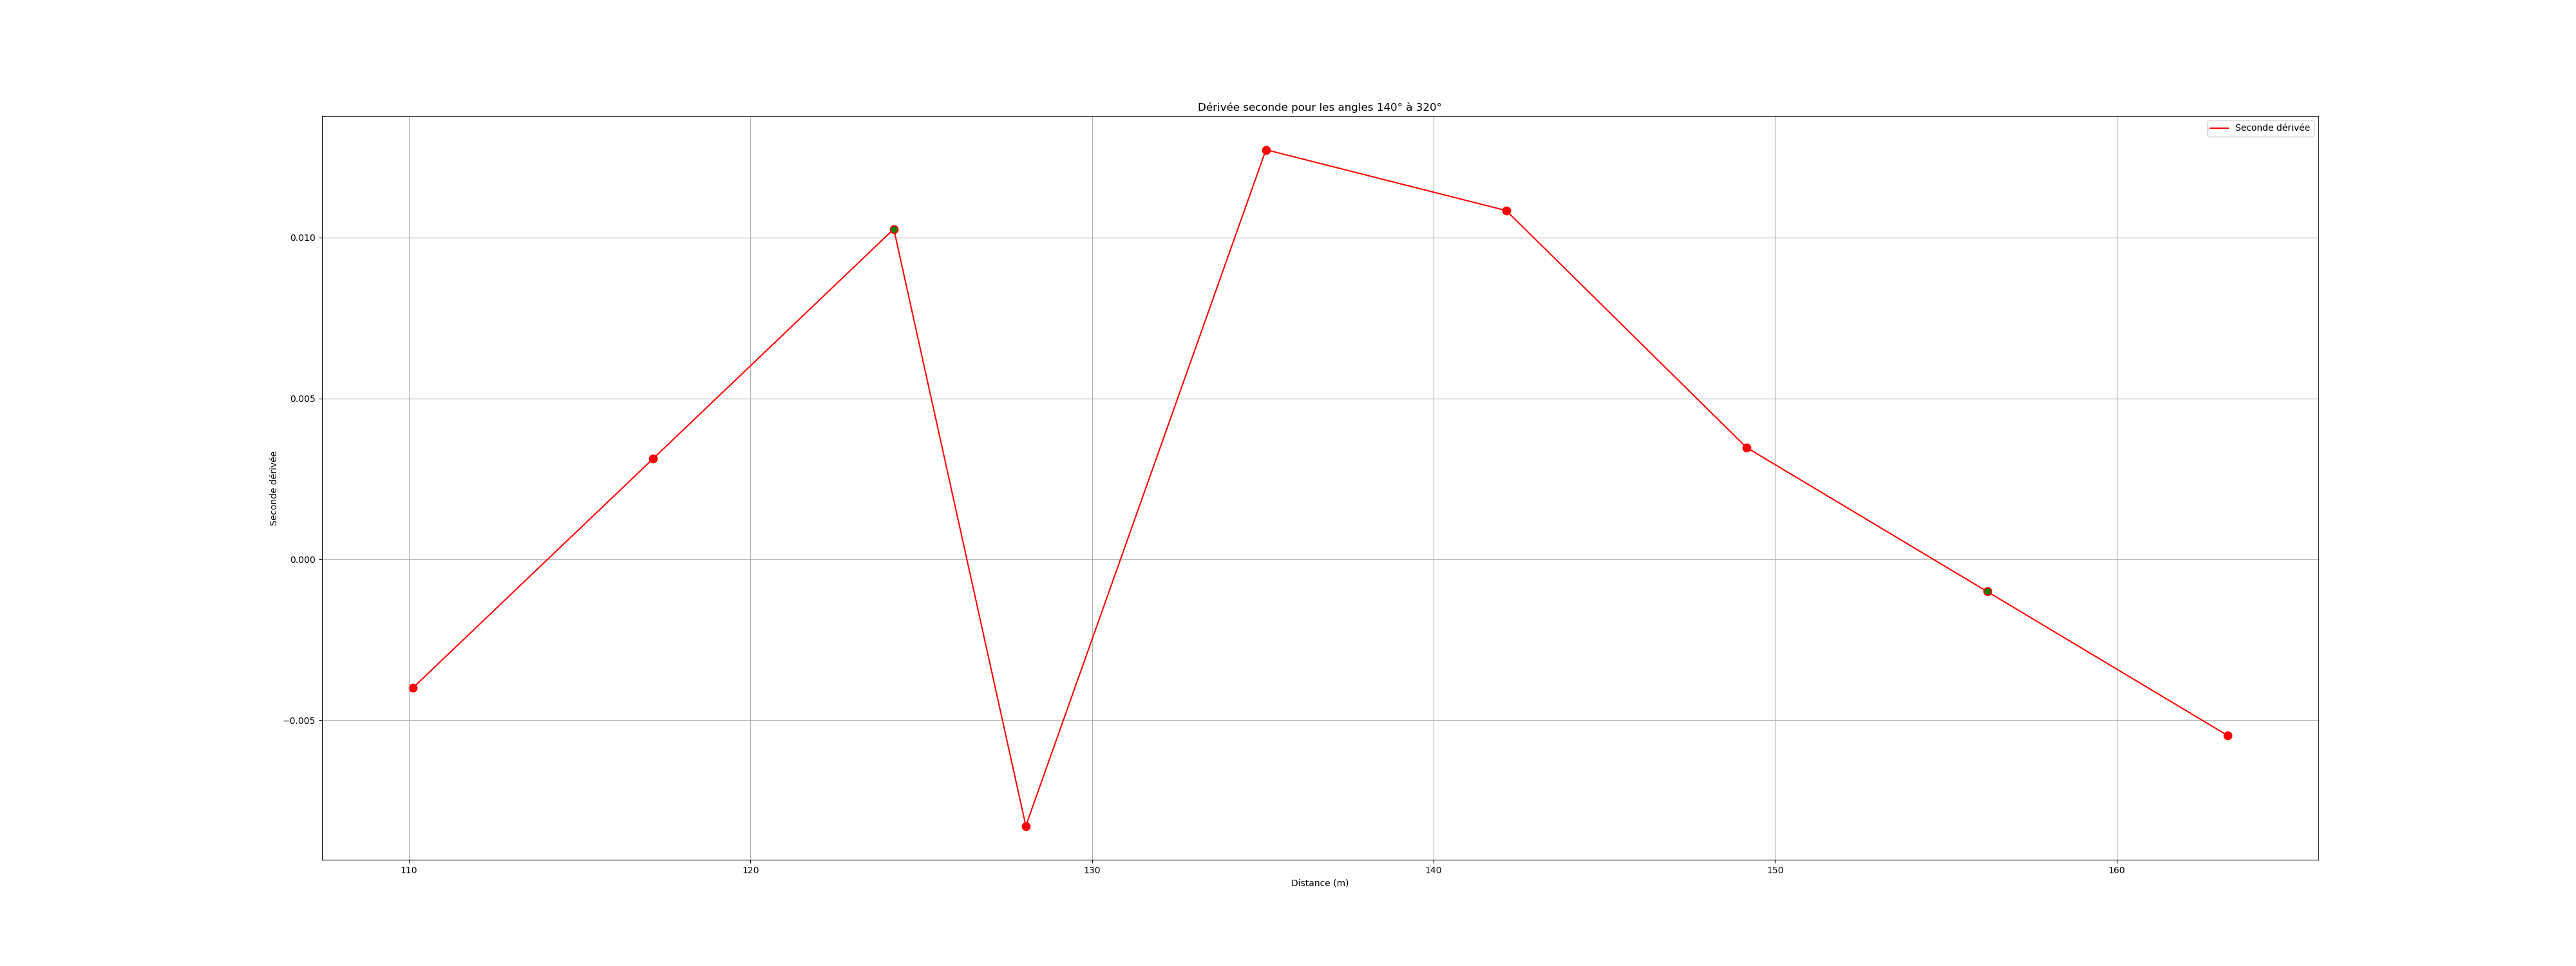 Dérivée seconde pour les angles 140° à 320°
Seconde dérivée
0.010
0.005
0.000
−0.005
Seconde dérivée
110
120
130
140
150
160
Distance (m)